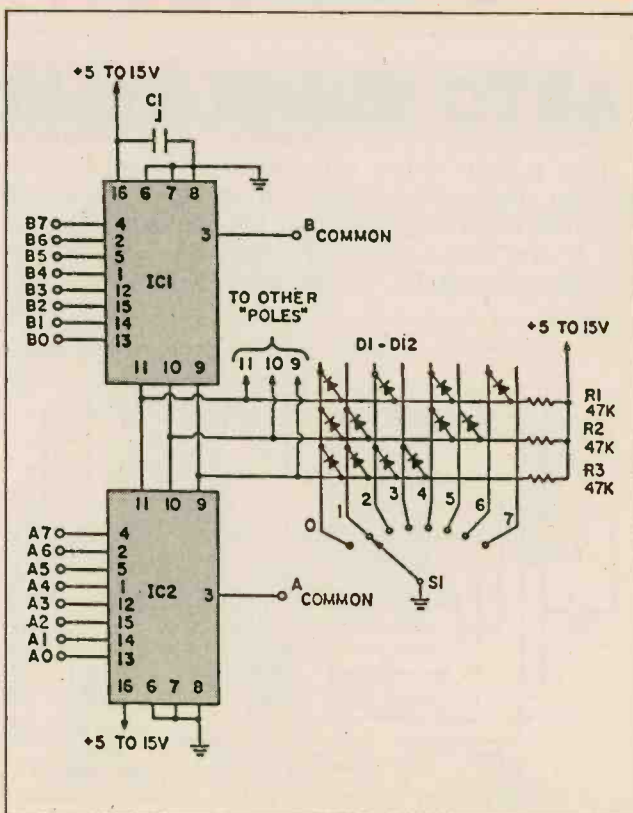 +5 TO 15V
C1
16 6 7 8
B7 4
B6 2
B5 5
B4 1
B3 12
B2 15
B1 14
B0 13
3
B COMMON
IC1
11 10 9
TO OTHER
"POLES"
11 10 9
D1 - D12
+5 TO 15V
R1
47K
R2
47K
R3
47K
0 1 2 3 4 5 6 7
S1
11 10 9
A7 4
A6 2
A5 5
A4 1
A3 12
A2 15
A1 14
A0 13
3
A COMMON
IC2
16 6 7 8
+5 TO 15V